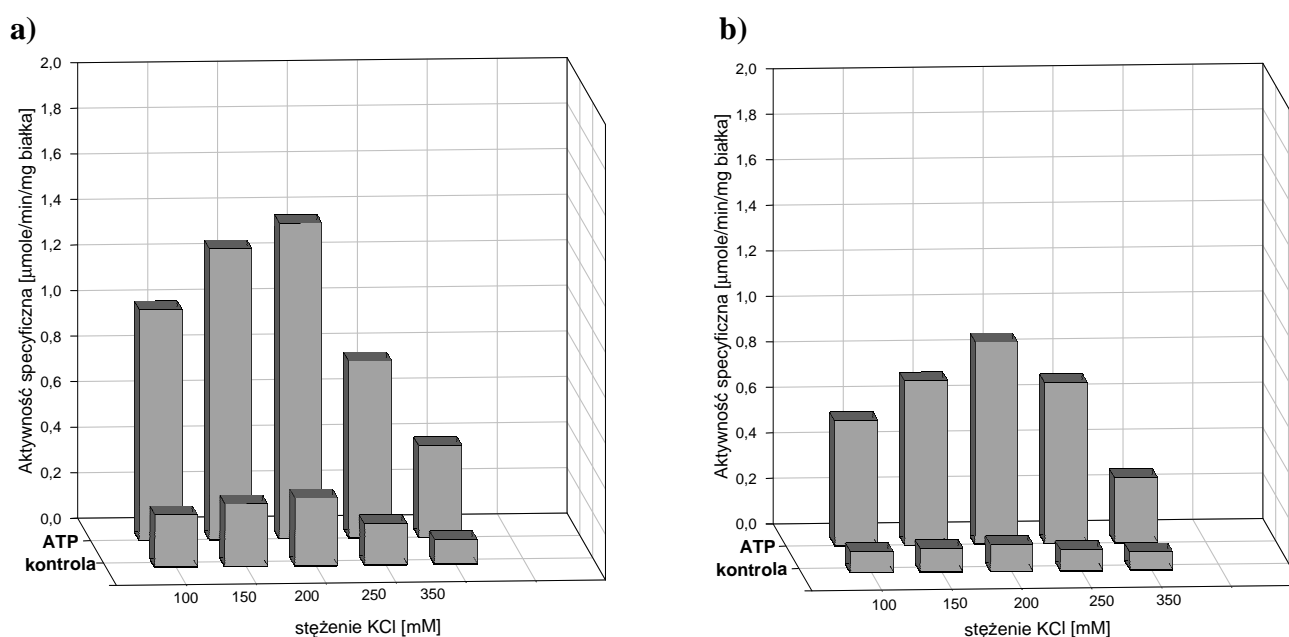 a)
Aktywność specyficzna [µmole/min/mg białka]
2,0
1,8
1,6
1,4
1,2
1,0
0,8
0,6
0,4
0,2
0,0
ATP
kontrola
100 150 200 250 350
stężenie KCl [mM]
b)
Aktywność specyficzna [µmole/min/mg białka]
2,0
1,8
1,6
1,4
1,2
1,0
0,8
0,6
0,4
0,2
0,0
ATP
kontrola
100 150 200 250 350
stężenie KCl [mM]